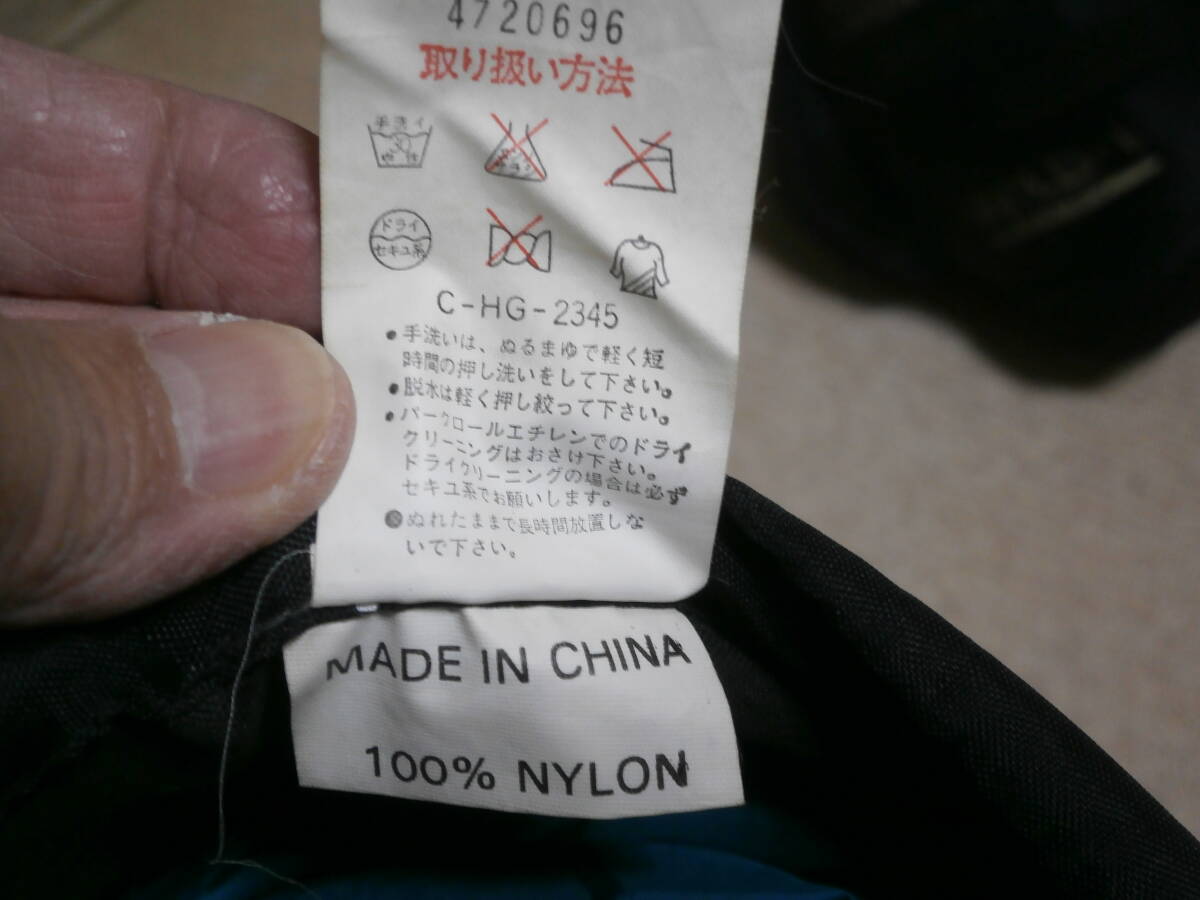 4720696
取り扱い方法
手洗イ
30
中性
ドライ
セキユ系
C-HG-2345
●手洗いは、ぬるまゆで軽く短
時間の押し洗いをして下さい。
●脱水は軽く押し絞って下さい。
●パークロールエチレンでのドライ
クリーニングはおさけ下さい。
ドライクリーニングの場合は必ず
セキユ系でお願いします。
●ぬれたままで長時間放置しな
いで下さい。
MADE IN CHINA
100% NYLON